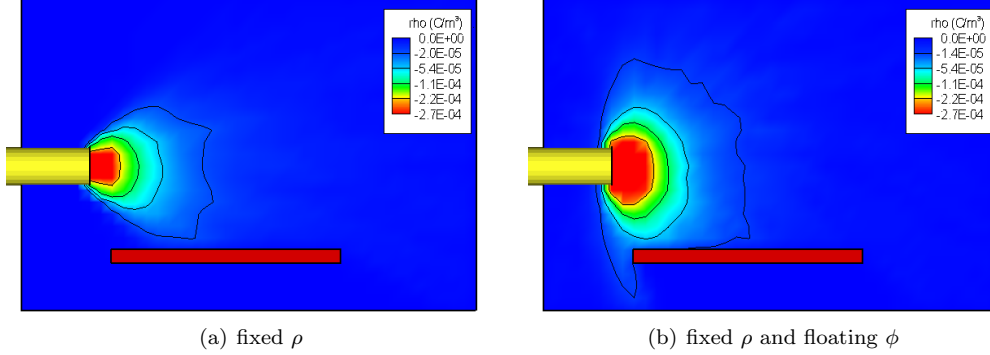 rho (C/m³)
0.0E+00
-2.0E-05
-5.4E-05
-1.1E-04
-2.2E-04
-2.7E-04
rho (C/m³)
0.0E+00
-2.0E-05
-5.4E-05
-1.1E-04
-2.2E-04
-2.7E-04
(a) fixed ρ
(b) fixed ρ and floating ϕ